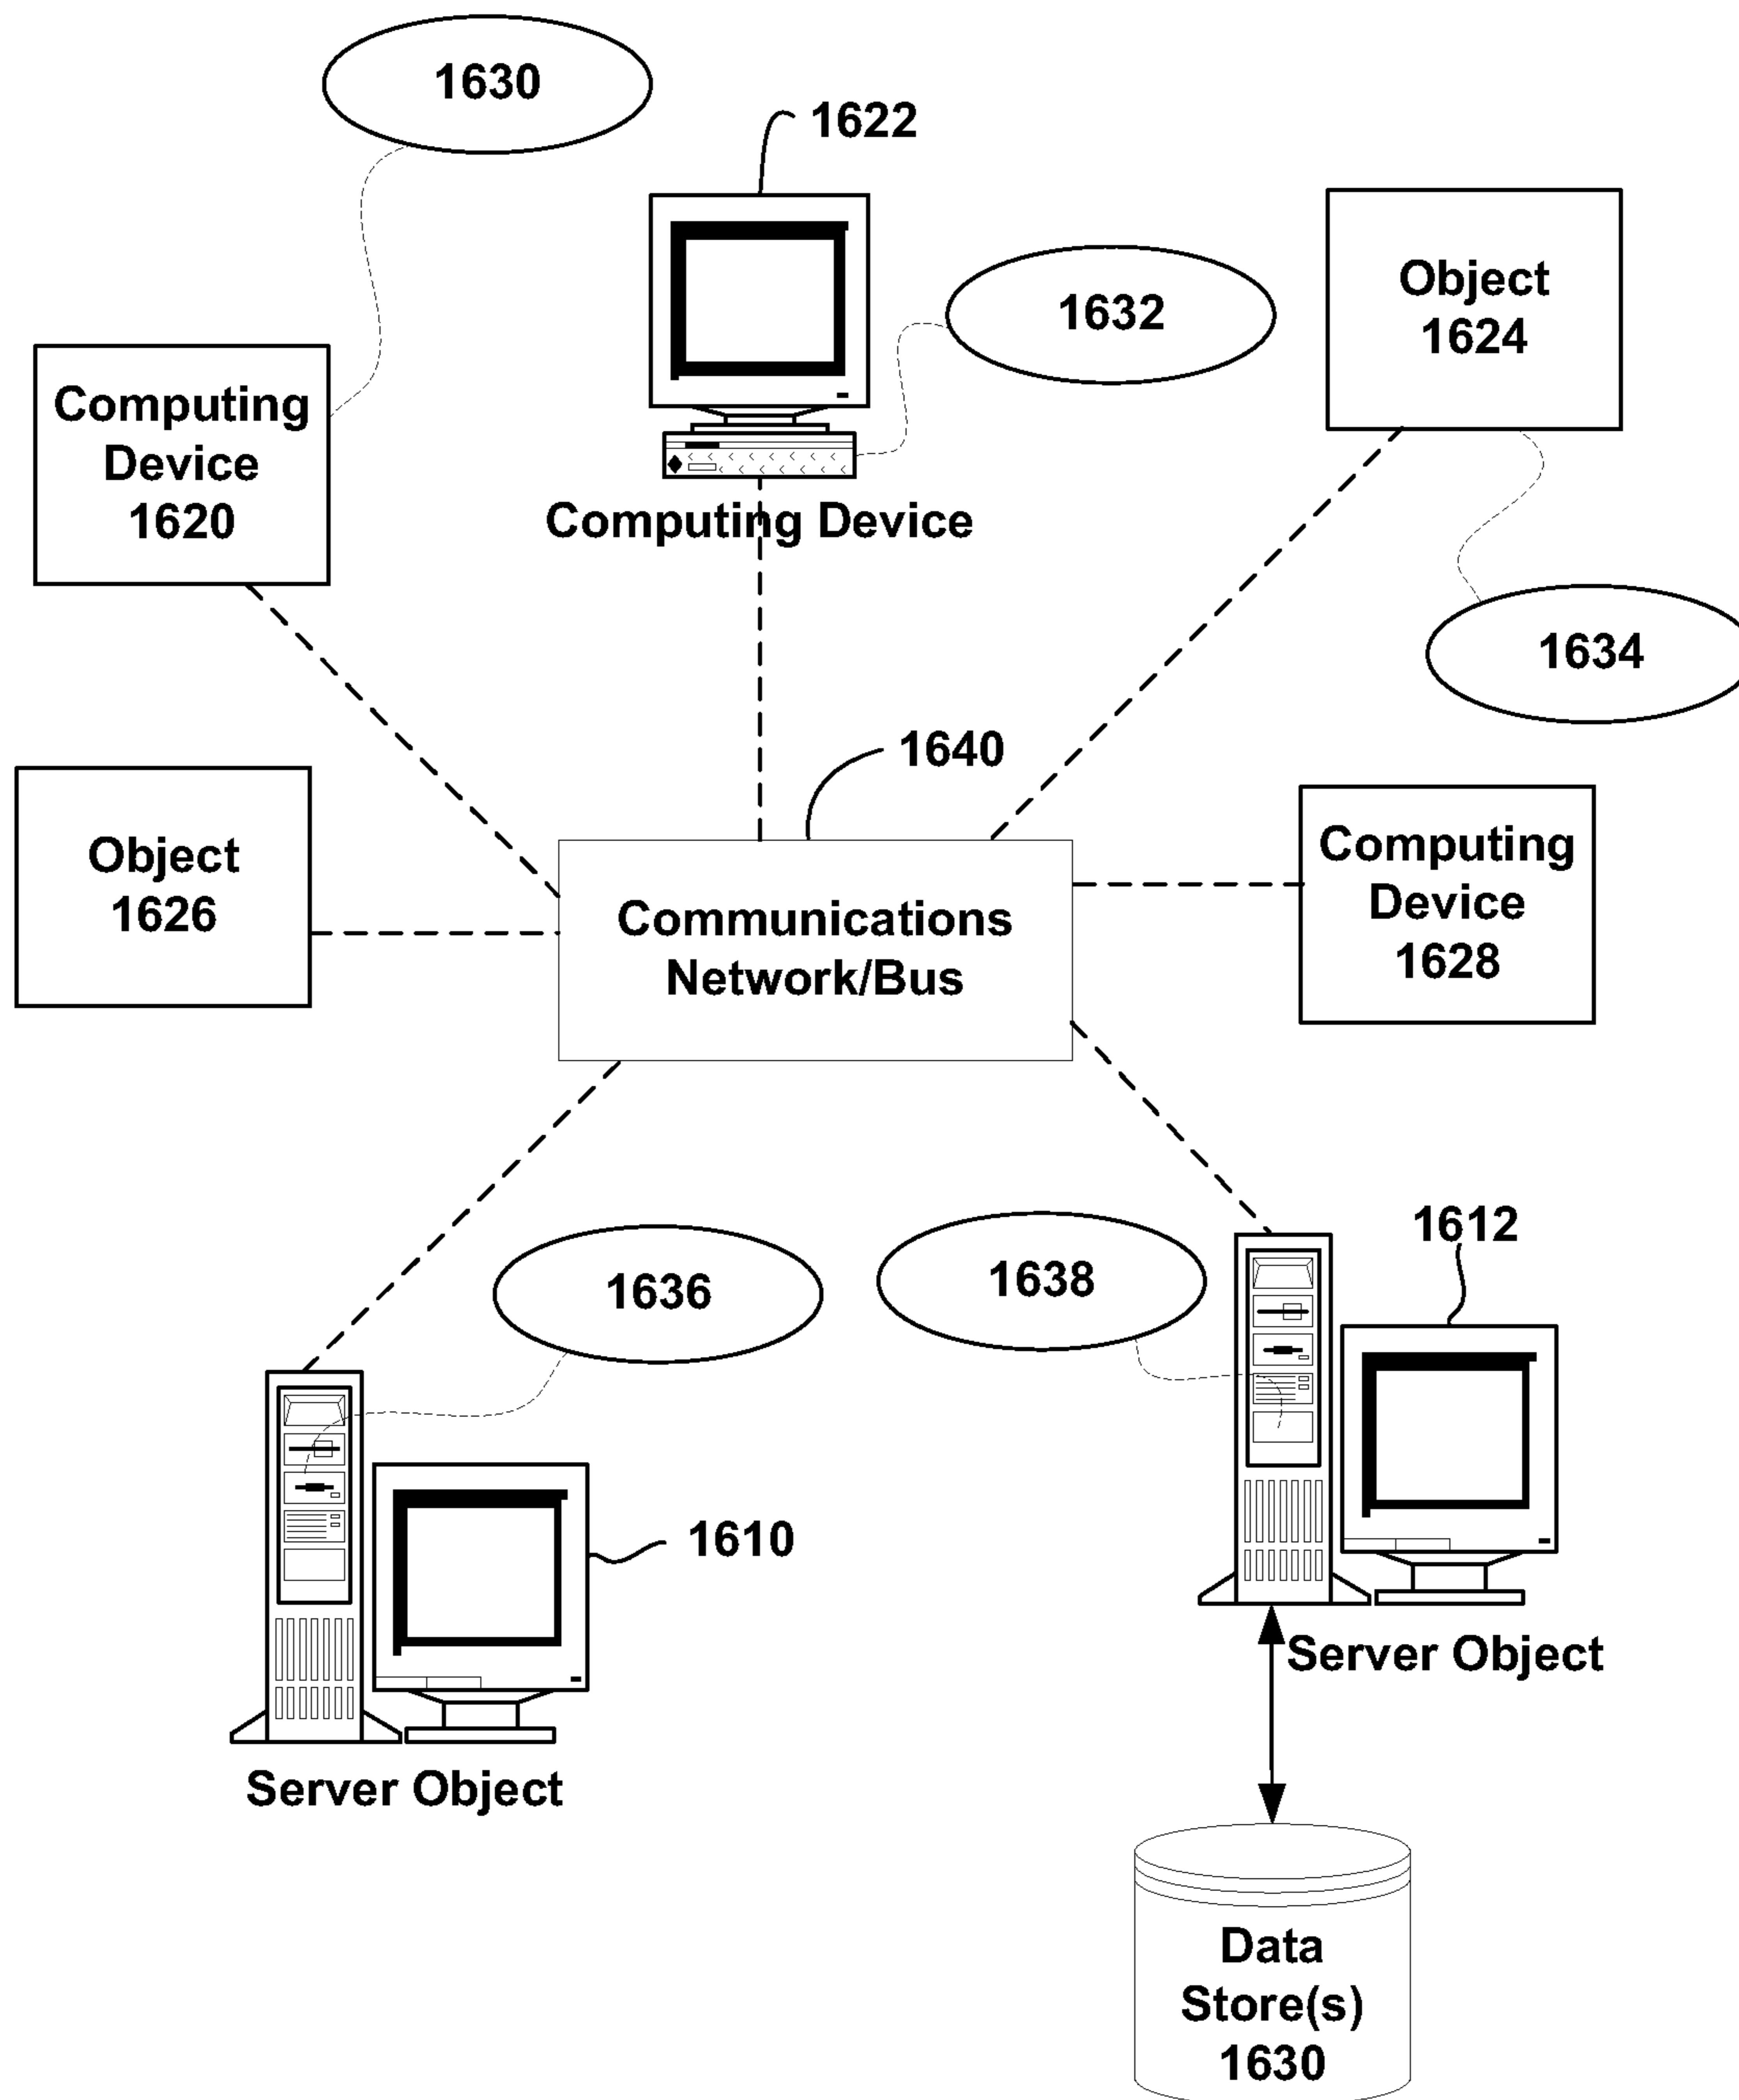 1630
1622
Object
1624
1632
Computing
Device
1620
Computing Device
1634
1640
Object
1626
Communications
Network/Bus
Computing
Device
1628
1636
1638
1612
1610
Server Object
Server Object
Data
Store(s)
1630